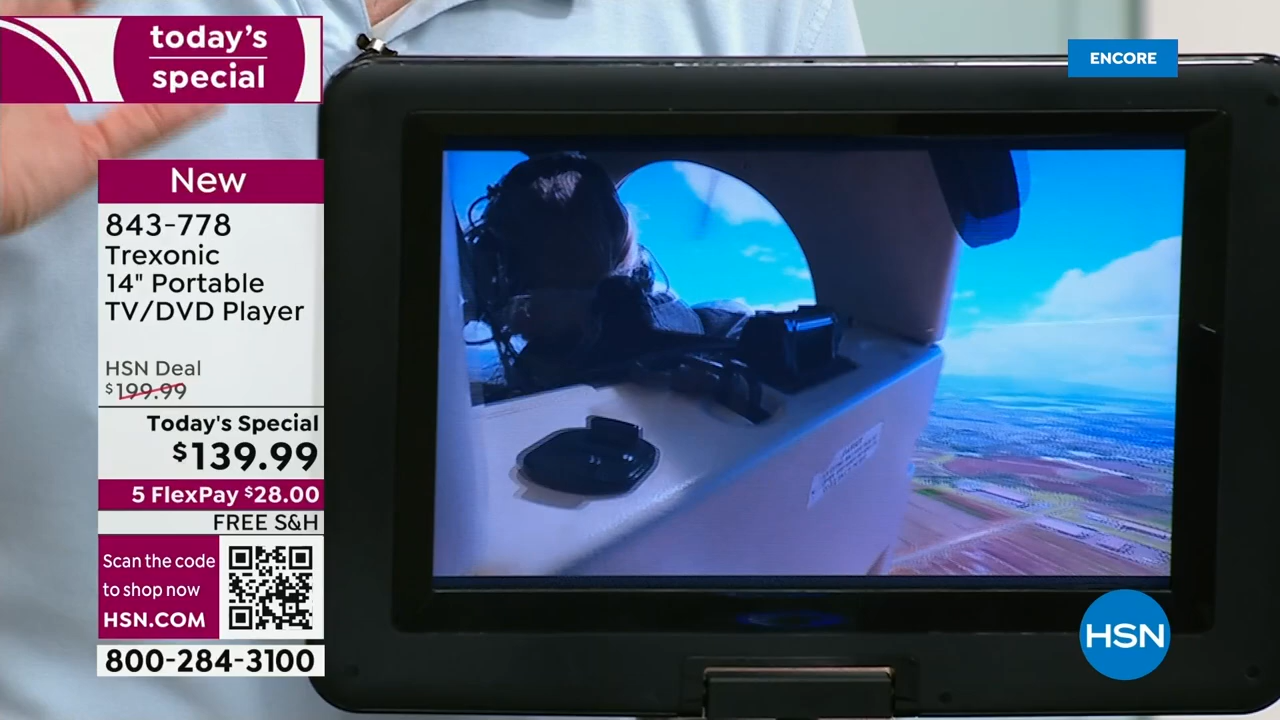 today's
special
ENCORE
New
843-778
Trexonic
14" Portable
TV/DVD Player
HSN Deal
$199.99
Today's Special
$139.99
5 FlexPay $28.00
FREE S&H
Scan the code
to shop now
HSN.COM
800-284-3100
HSN